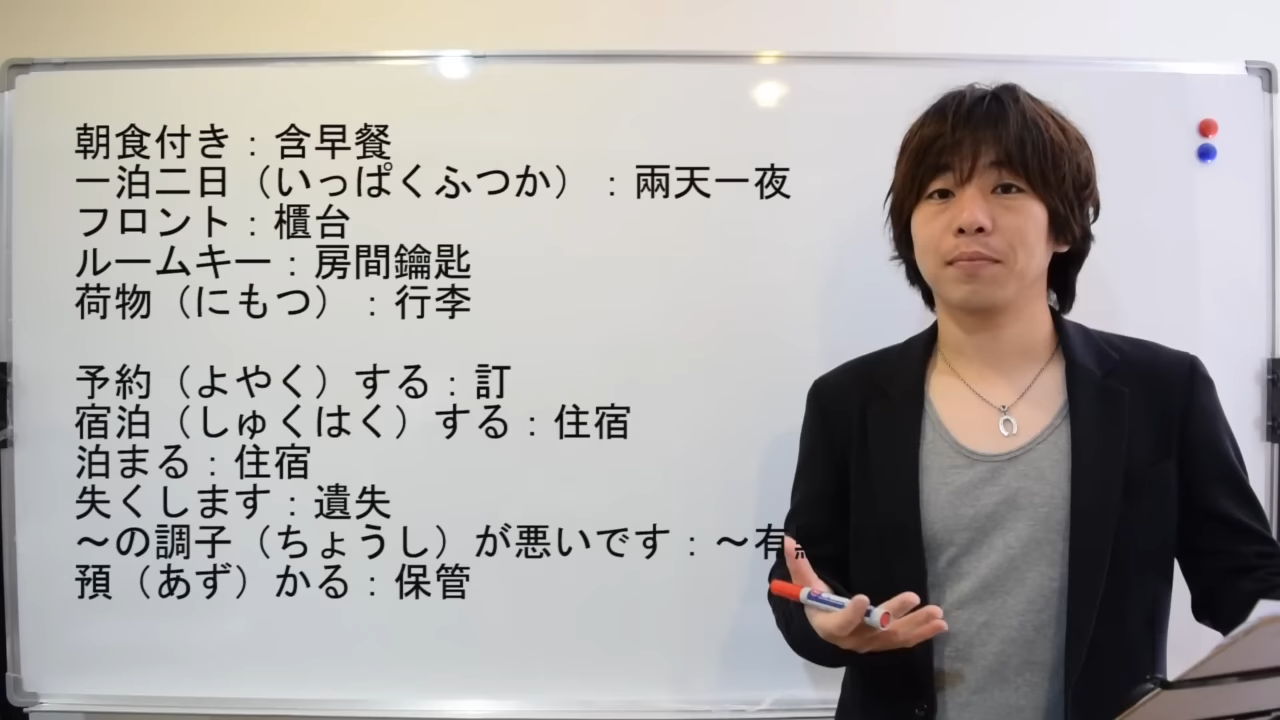 朝食付き：含早餐
一泊二日（いっぱくふつか）：兩天一夜
フロント：櫃台
ルームキー：房間鑰匙
荷物（にもつ）：行李
予約（よやく）する：訂
宿泊（しゅくはく）する：住宿
泊まる：住宿
失くします：遺失
～の調子（ちょうし）が悪いです：～有
預（あず）かる：保管